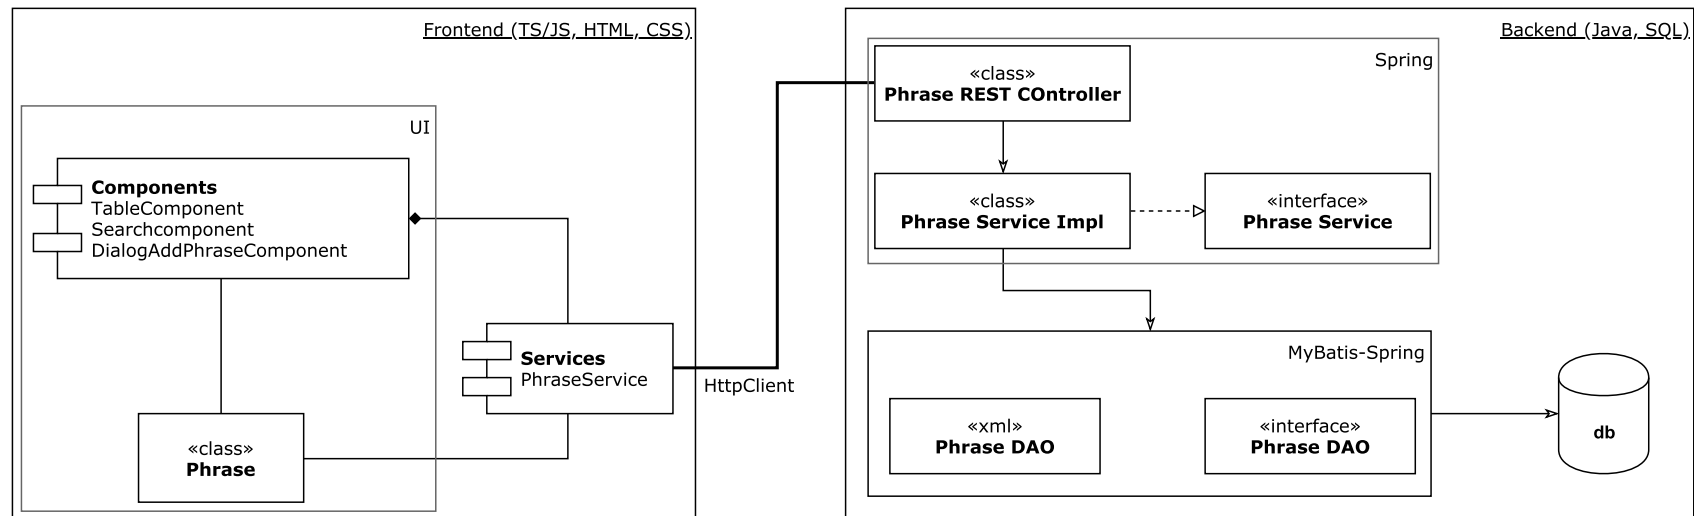 Frontend (TS/JS, HTML, CSS)
UI
Components
TableComponent
Searchcomponent
DialogAddPhraseComponent
Services
PhraseService
«class»
Phrase
HttpClient
Backend (Java, SQL)
Spring
«class»
Phrase REST COntroller
«class»
Phrase Service Impl
«interface»
Phrase Service
MyBatis-Spring
«xml»
Phrase DAO
«interface»
Phrase DAO
db